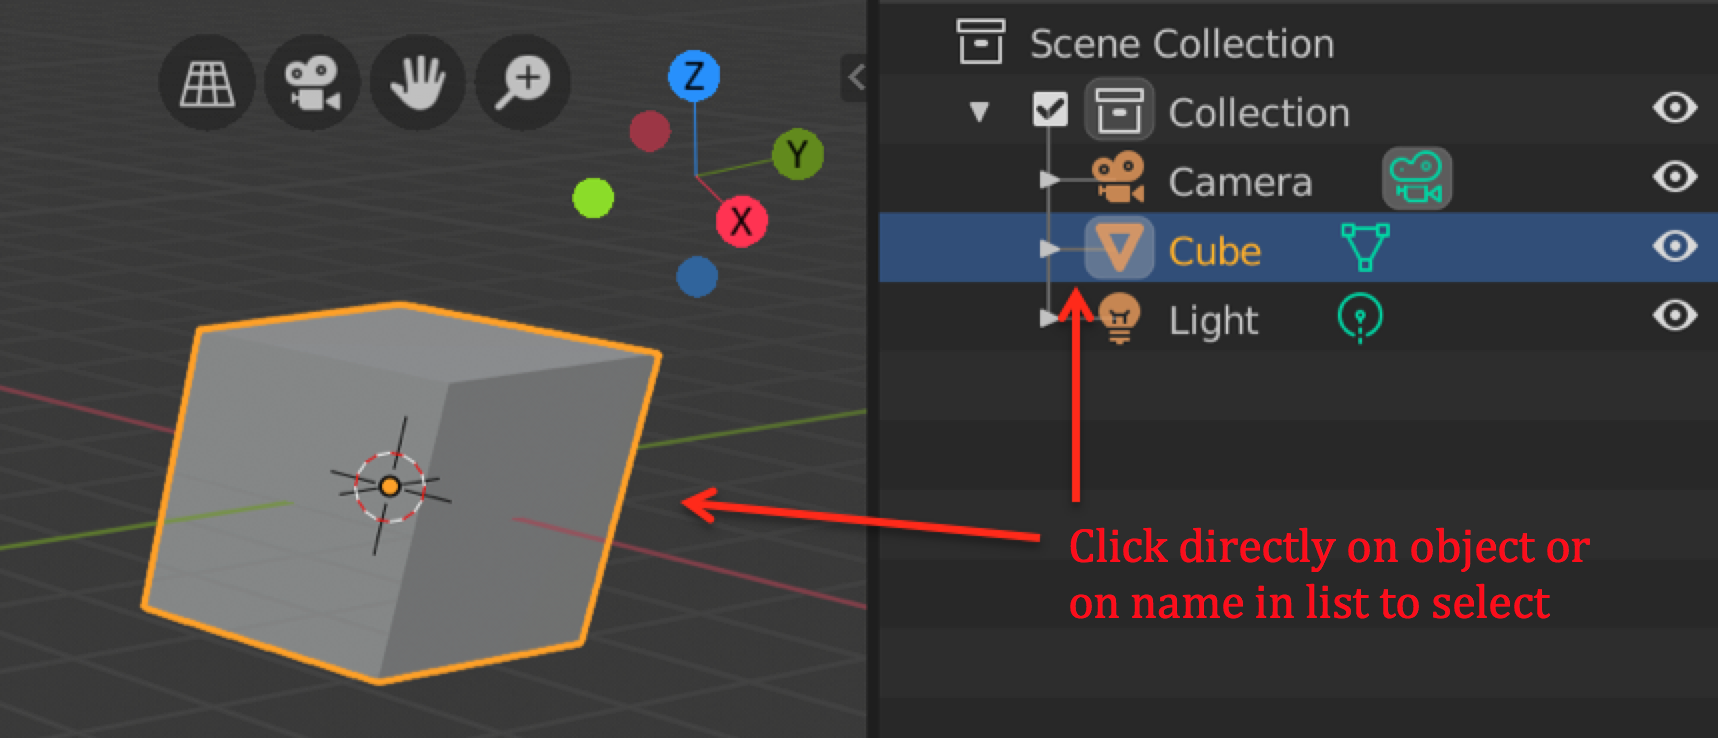 Z
Y
X
Scene Collection
Collection
Camera
Cube
Light
Click directly on object or
on name in list to select